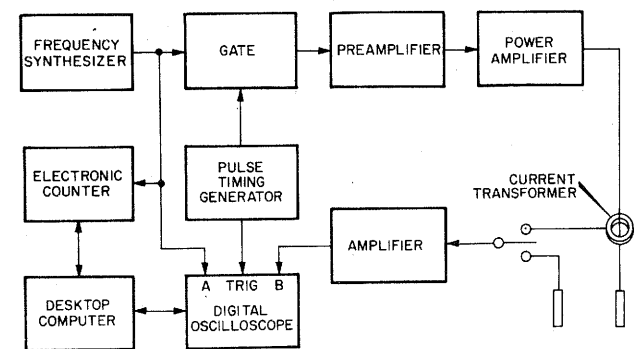 FREQUENCY
SYNTHESIZER
GATE
PREAMPLIFIER
POWER
AMPLIFIER
ELECTRONIC
COUNTER
PULSE
TIMING
GENERATOR
CURRENT
TRANSFORMER
AMPLIFIER
DESKTOP
COMPUTER
A TRIG B
DIGITAL
OSCILLOSCOPE